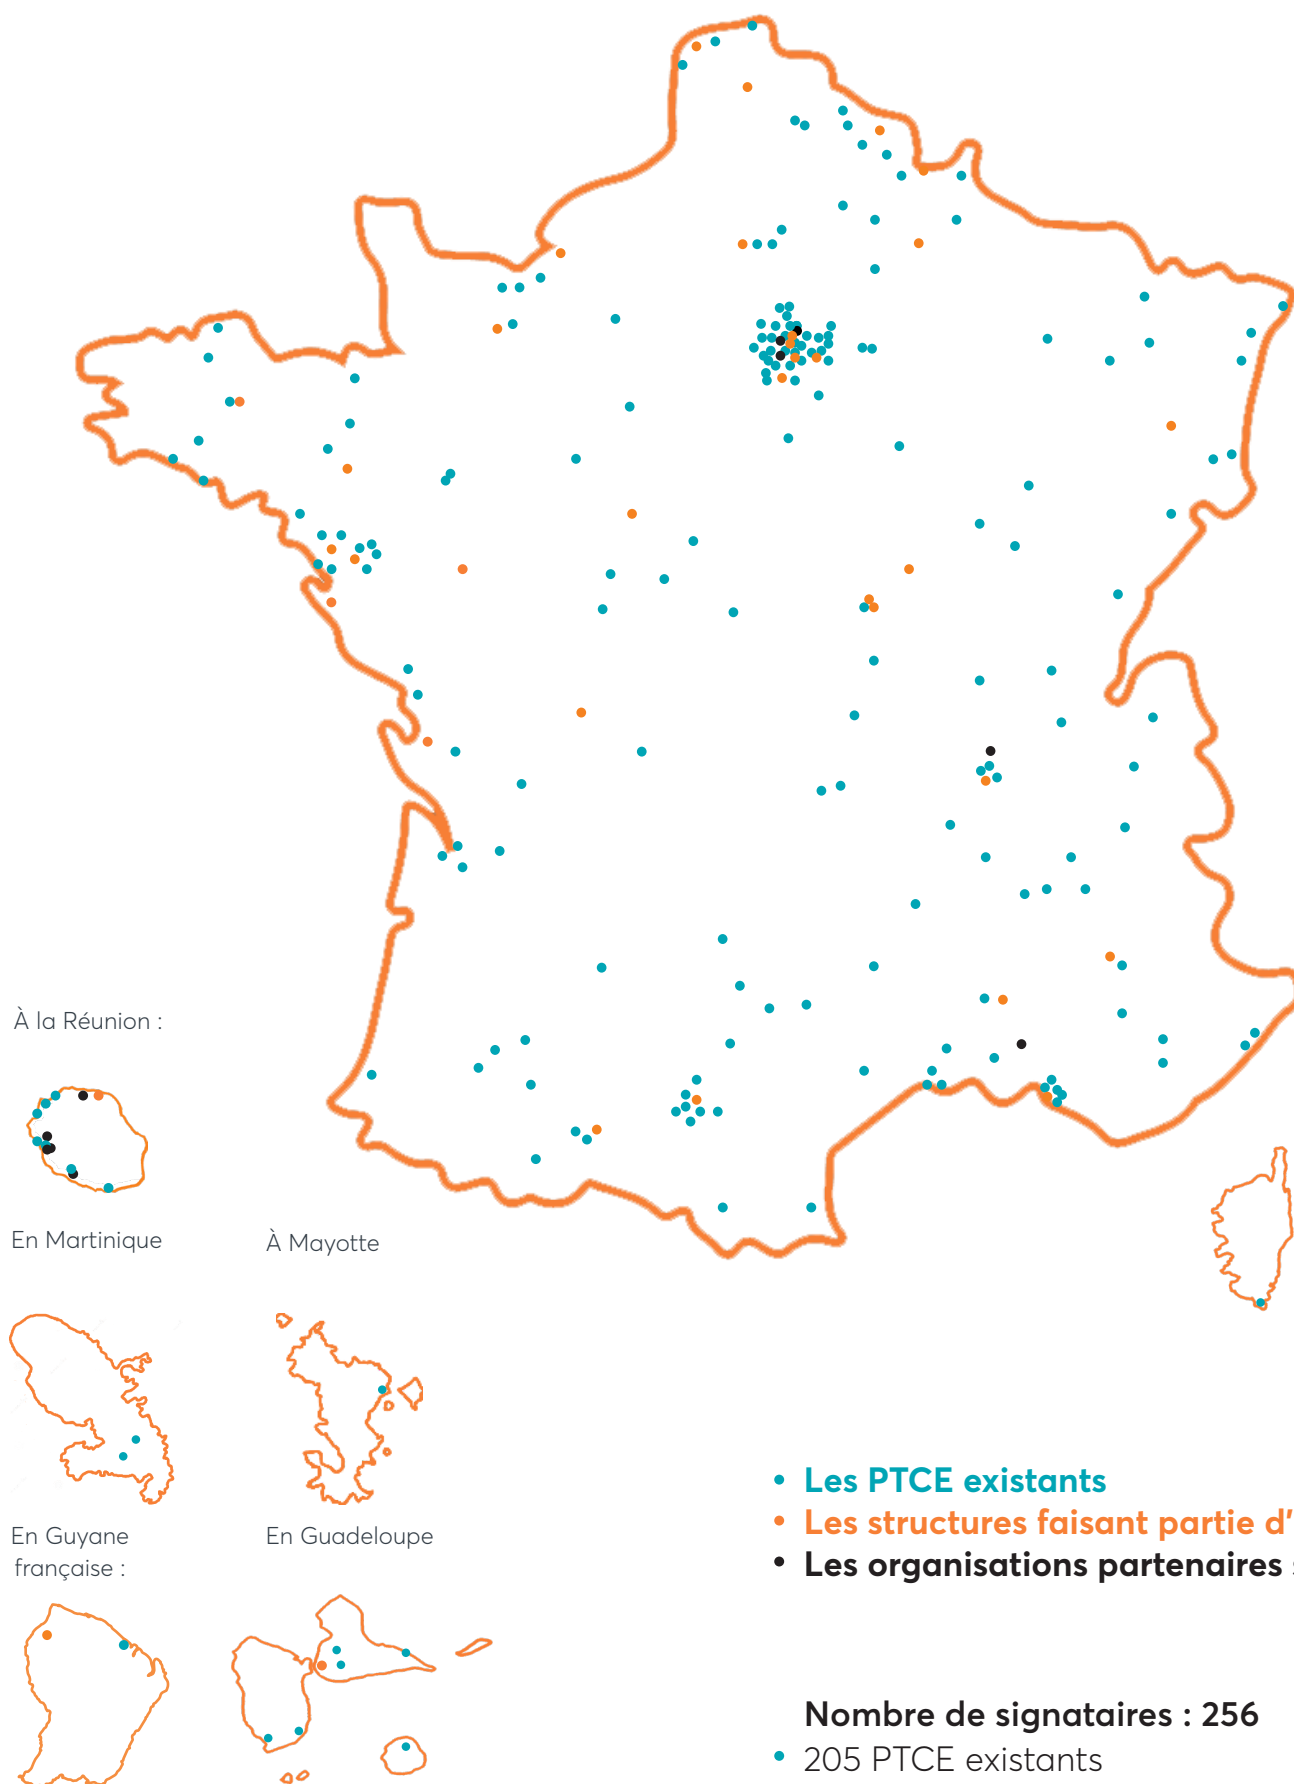 À la Réunion :
En Martinique
À Mayotte
En Guyane
française :
En Guadeloupe
• Les PTCE existants
• Les structures faisant partie d'
• Les organisations partenaires
Nombre de signataires : 256
• 205 PTCE existants